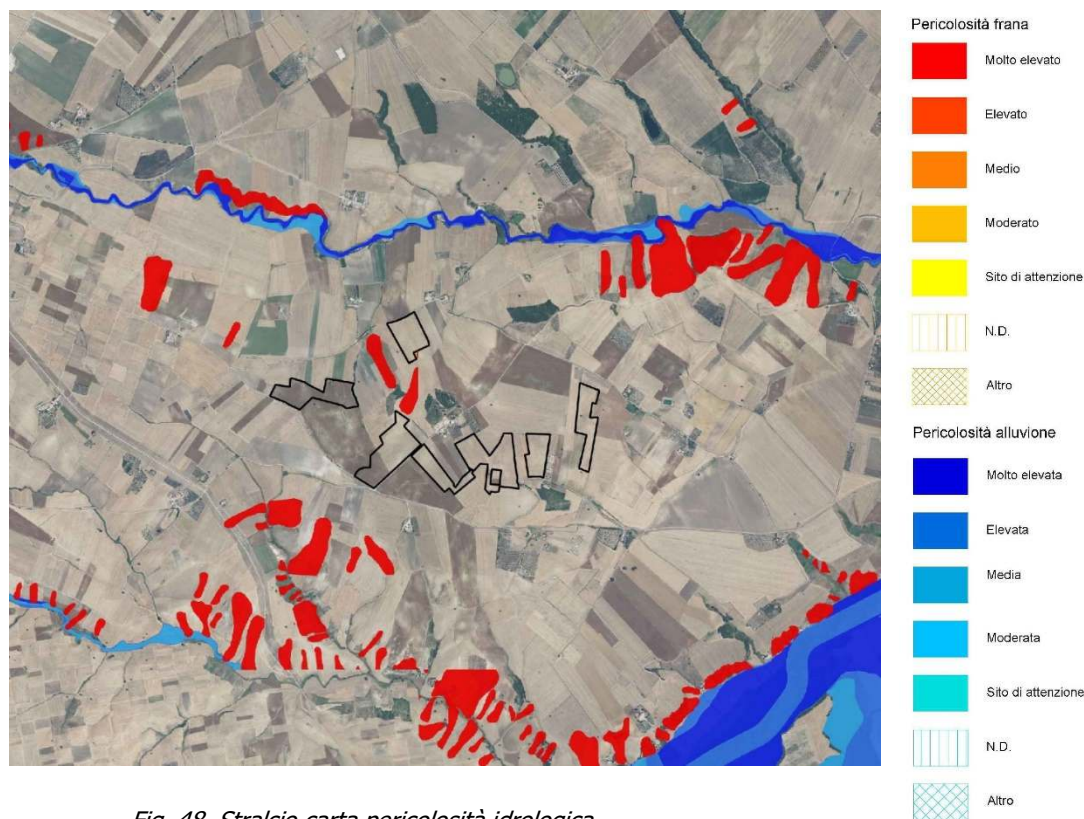 Pericolosità frana
Molto elevato
Elevato
Medio
Moderato
Sito di attenzione
N.D.
Altro
Pericolosità alluvione
Molto elevata
Elevata
Media
Moderata
Sito di attenzione
N.D.
Altro
Fig. 48. Stralcio carta pericolosità idrologica